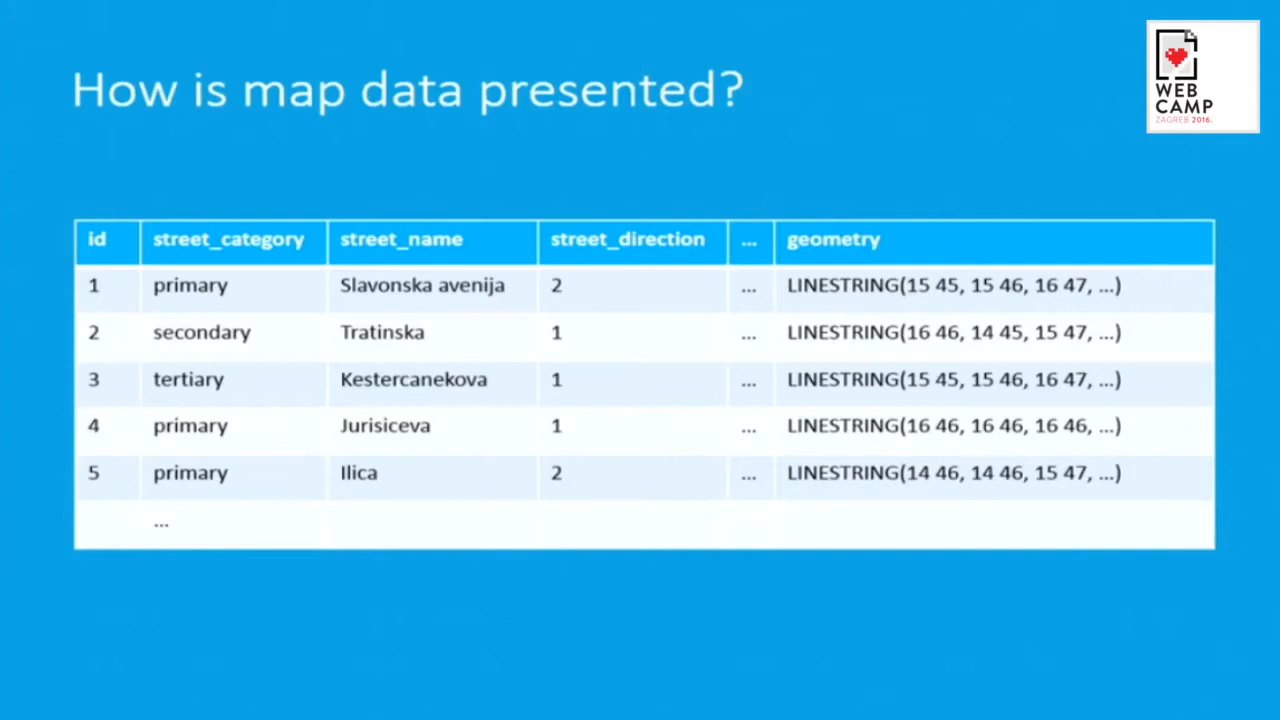 How is map data presented?
WEB
CAMP
ZAGREB 2016.
id street_category street_name street_direction ... geometry
1 primary Slavonska avenija 2 ... LINESTRING(15 45, 15 46, 16 47, ...)
2 secondary Tratinska 1 ... LINESTRING(16 46, 14 45, 15 47, ...)
3 tertiary Kestercanekova 1 ... LINESTRING(15 45, 15 46, 16 47, ...)
4 primary Jurisiceva 1 ... LINESTRING(16 46, 16 46, 16 46, ...)
5 primary Ilica 2 ... LINESTRING(14 46, 14 46, 15 47, ...)
...